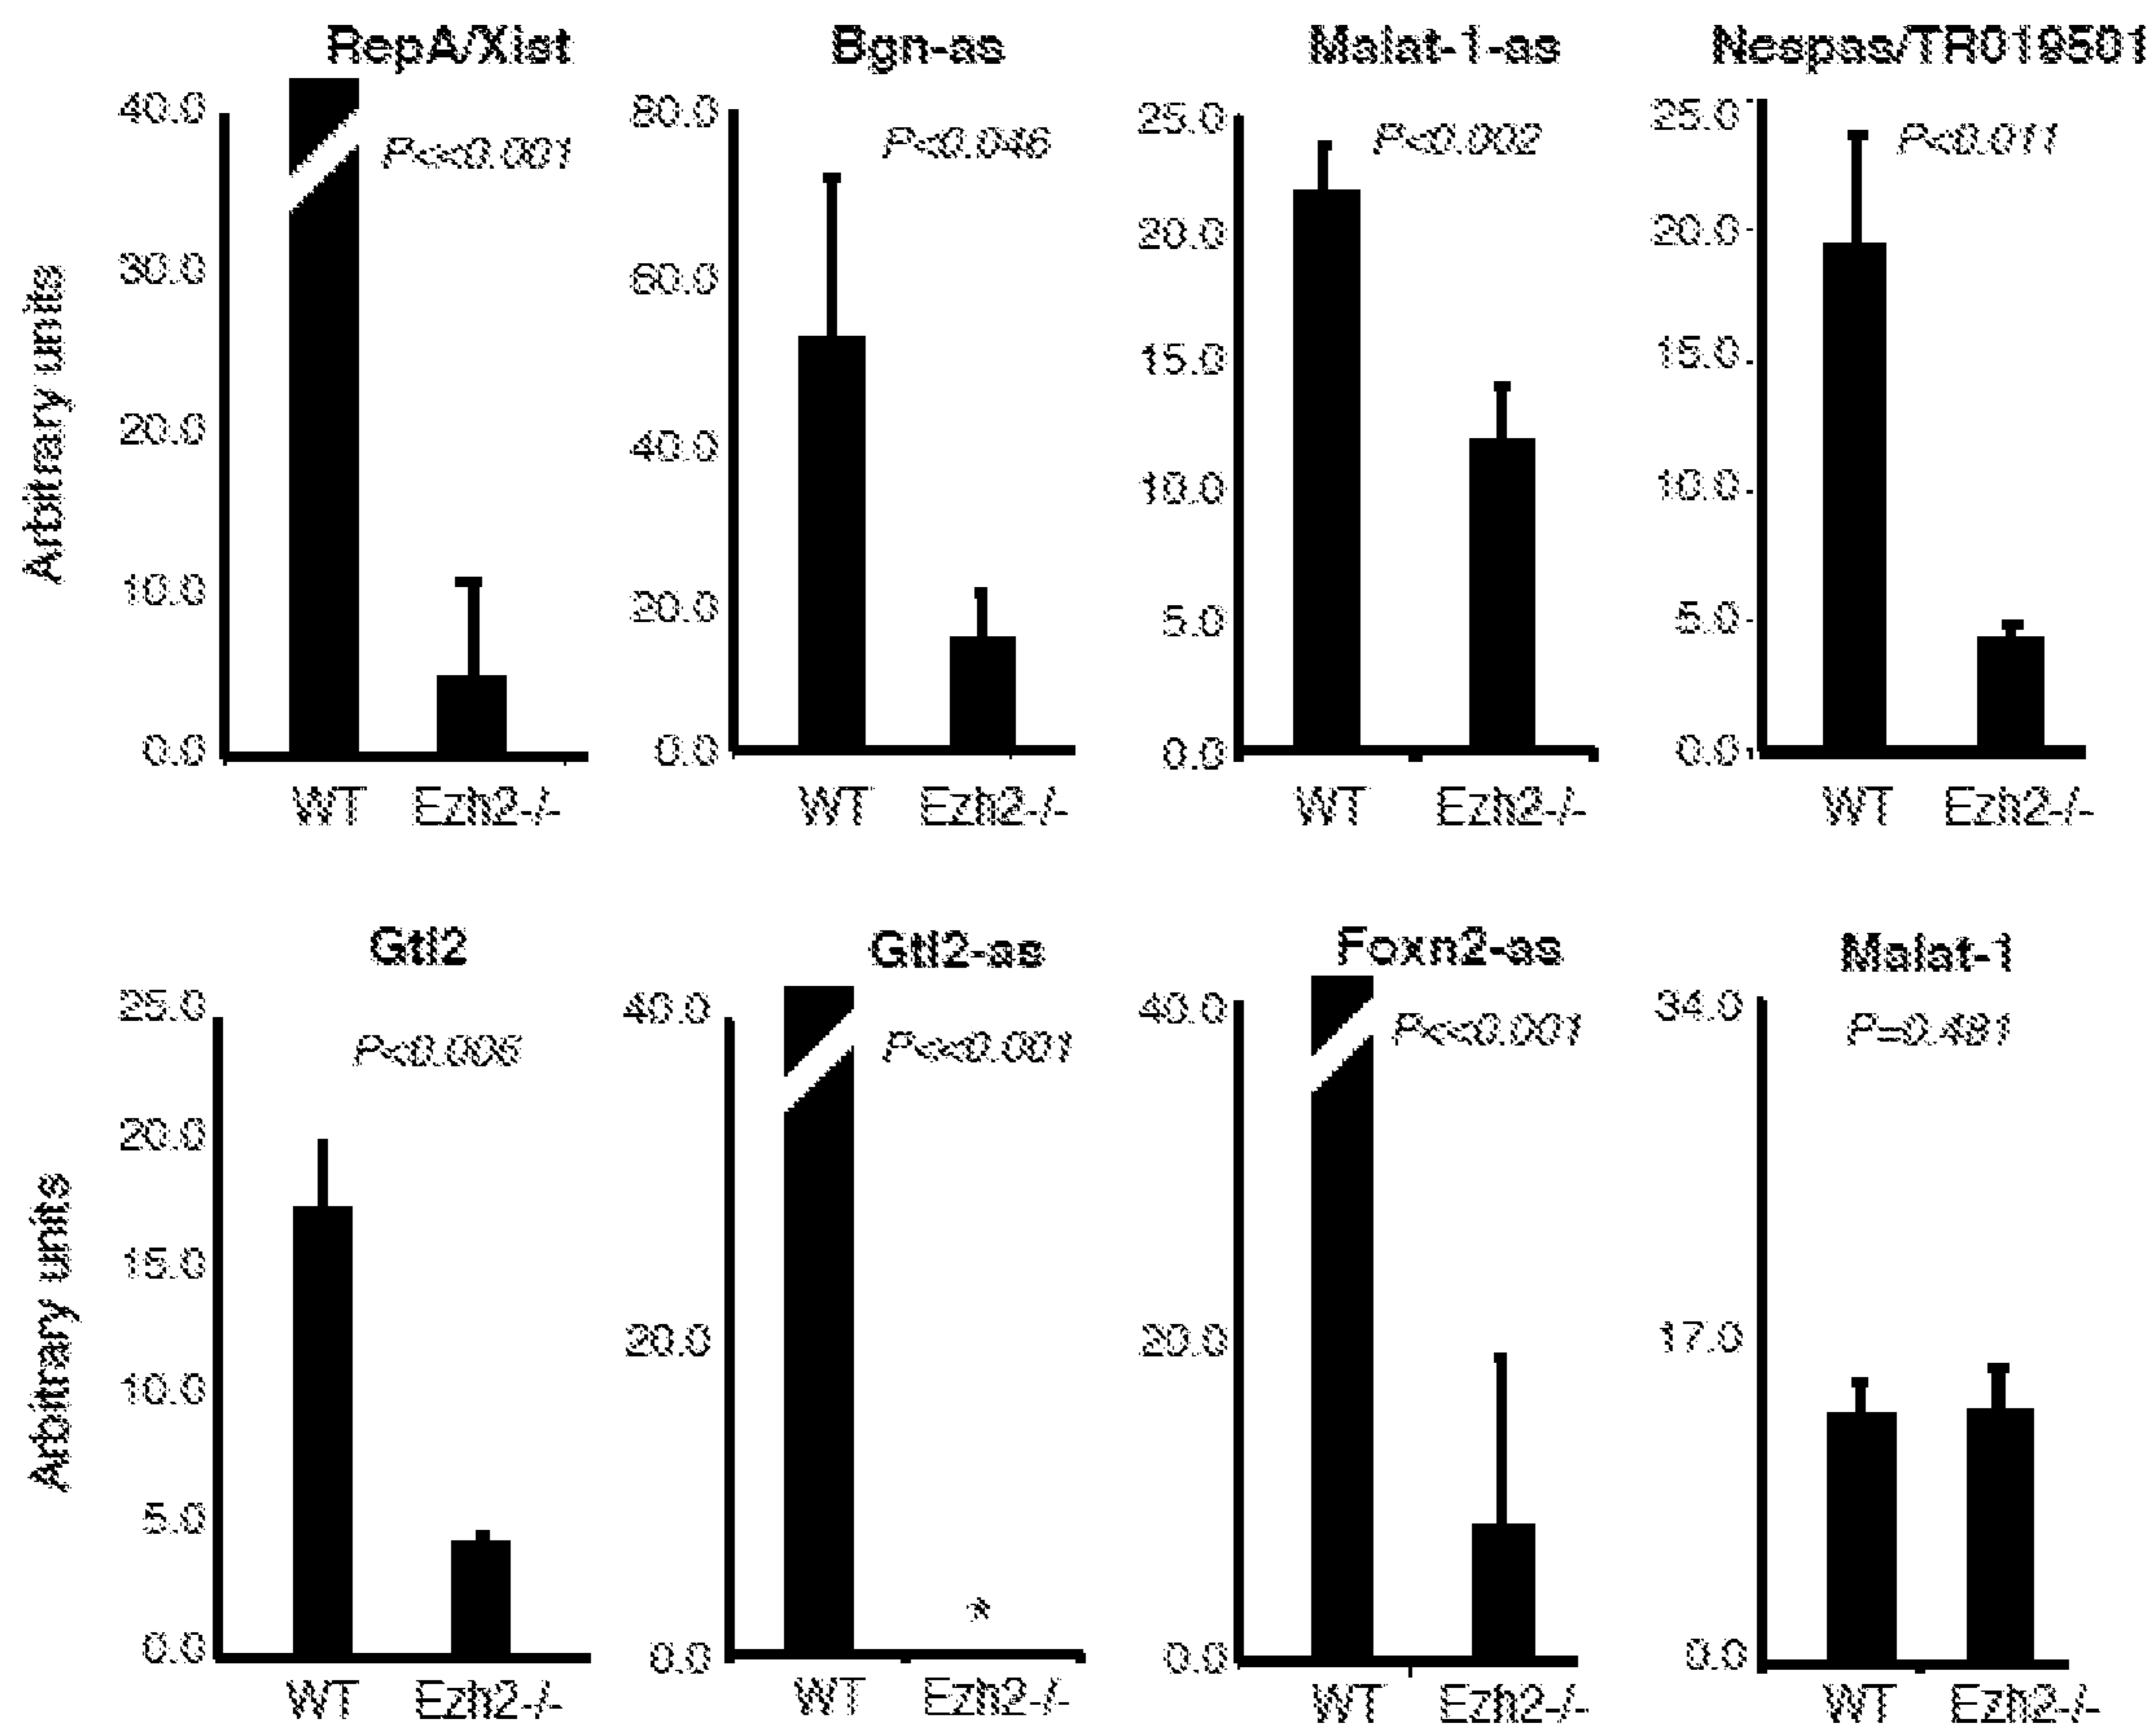 RepA/Xist
Bgn-as
Malat-1-as
Nespas/TR019501
Arbitrary units
40.0
30.0
20.0
10.0
0.0
P<<0.001
WT Ezh2-/-
80.0
60.0
40.0
20.0
0.0
P<0.046
WT Ezh2-/-
25.0
20.0
15.0
10.0
5.0
0.0
P<0.002
WT Ezh2-/-
25.0
20.0
15.0
10.0
5.0
0.0
P<0.011
WT Ezh2-/-
Gtl2
Gtl2-as
Foxn2-as
Malat-1
Arbitrary units
25.0
20.0
15.0
10.0
5.0
0.0
WT Ezh2-/-
40.0
20.0
0.0
P<<0.001
*
WT Ezh2-/-
40.0
20.0
0.0
P<<0.001
WT Ezh2-/-
34.0
17.0
0.0
P=0.481
WT Ezh2-/-